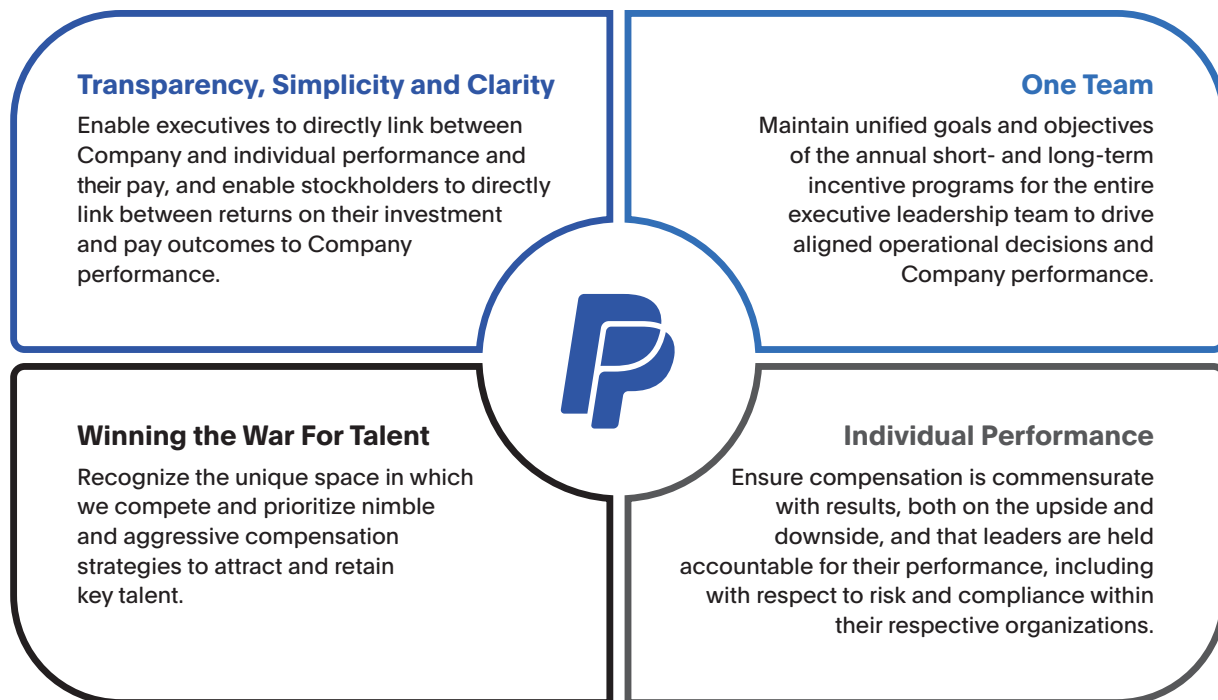 Transparency, Simplicity and Clarity
Enable executives to directly link between
Company and individual performance and
their pay, and enable stockholders to directly
link between returns on their investment
and pay outcomes to Company
performance.
One Team
Maintain unified goals and objectives
of the annual short- and long-term
incentive programs for the entire
executive leadership team to drive
aligned operational decisions and
Company performance.
Winning the War For Talent
Recognize the unique space in which
we compete and prioritize nimble
and aggressive compensation
strategies to attract and retain
key talent.
Individual Performance
Ensure compensation is commensurate
with results, both on the upside and
downside, and that leaders are held
accountable for their performance, including
with respect to risk and compliance within
their respective organizations.